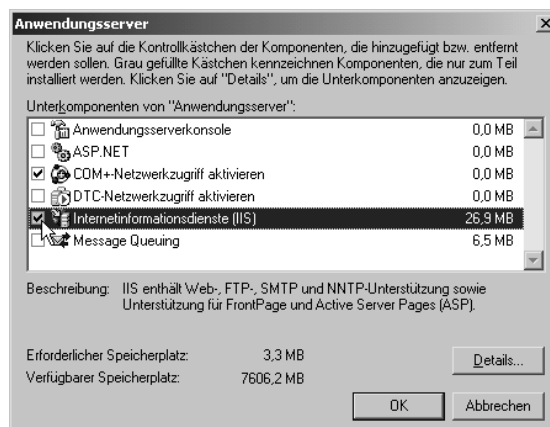 Anwendungsserver
Klicken Sie auf die Kontrollkästchen der Komponenten, die hinzugefügt bzw. entfernt
werden sollen. Grau gefüllte Kästchen kennzeichnen Komponenten, die nur zum Teil
installiert werden. Klicken Sie auf "Details", um die Unterkomponenten anzuzeigen.
Unterkomponenten von "Anwendungsserver":
Anwendungsserverkonsole 0,0 MB
ASP.NET 0,0 MB
COM+-Netzwerkzugriff aktivieren 0,0 MB
DTC-Netzwerkzugriff aktivieren 0,0 MB
Internetinformationsdienste (IIS) 26,9 MB
Message Queuing 6,5 MB
Beschreibung: IIS enthält Web-, FTP-, SMTP und NNTP-Unterstützung sowie
Unterstützung für FrontPage und Active Server Pages (ASP).
Erforderlicher Speicherplatz: 3,3 MB
Verfügbarer Speicherplatz: 7606,2 MB
Details...
OK Abbrechen